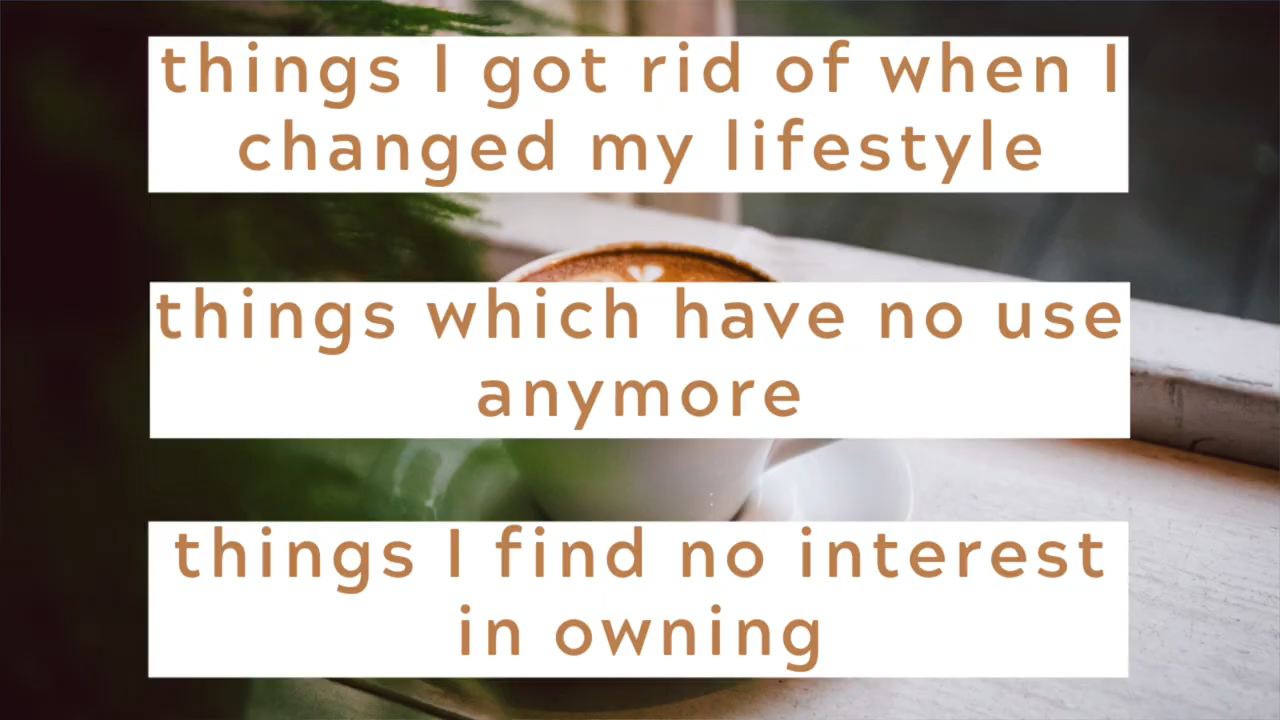 things I got rid of when I
changed my lifestyle
things which have no use
anymore
things I find no interest
in owning